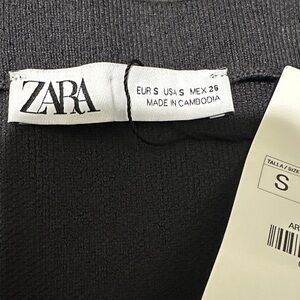 ZARA
EUR S USA S MEX 26
MADE IN CAMBODIA
TALLA / SIZE
S